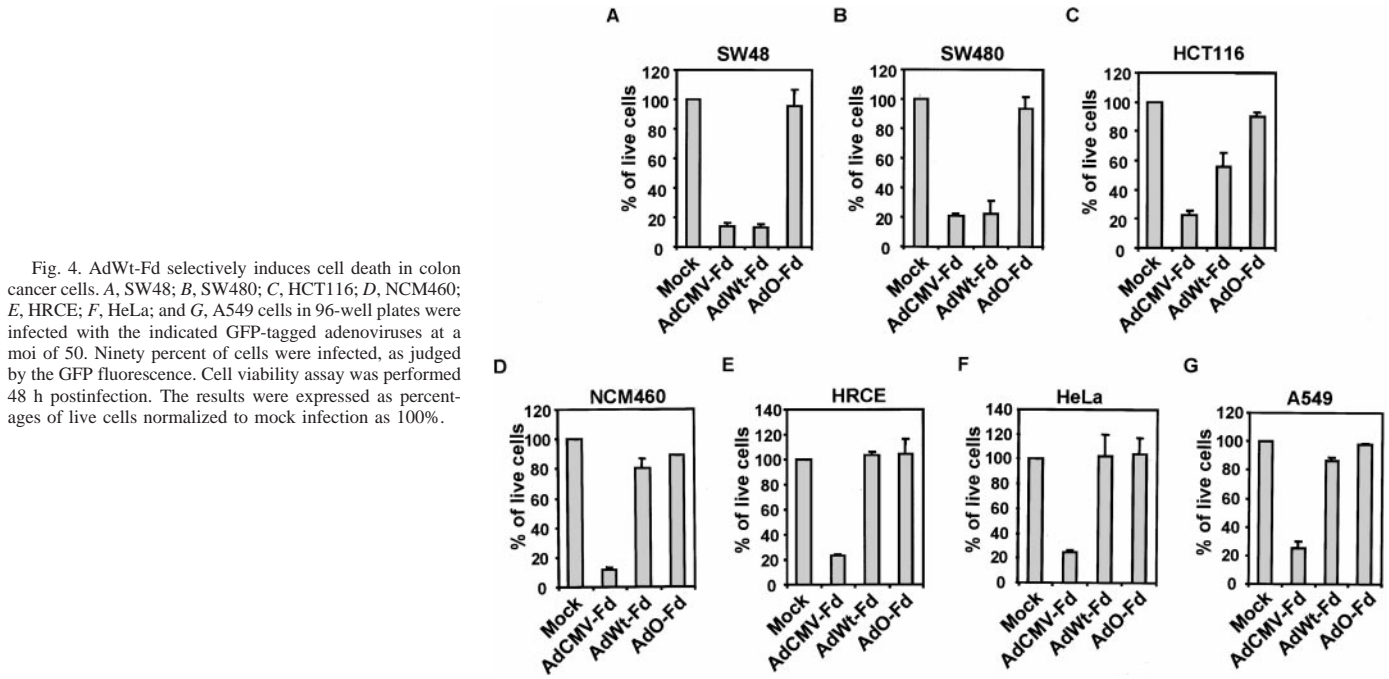 A
B
C
SW48
SW480
HCT116
% of live cells
120
100
80
60
40
20
0
Mock
AdCMV-Fd
AdWt-Fd
AdO-Fd
% of live cells
120
100
80
60
40
20
0
Mock
AdCMV-Fd
AdWt-Fd
AdO-Fd
% of live cells
120
100
80
60
40
20
0
Mock
AdCMV-Fd
AdWt-Fd
AdO-Fd
Fig. 4. AdWt-Fd selectively induces cell death in colon
cancer cells. A, SW48; B, SW480; C, HCT116; D, NCM460;
E, HRCE; F, HeLa; and G, A549 cells in 96-well plates were
infected with the indicated GFP-tagged adenoviruses at a
moi of 50. Ninety percent of cells were infected, as judged
by the GFP fluorescence. Cell viability assay was performed
48 h postinfection. The results were expressed as percent-
ages of live cells normalized to mock infection as 100%.
D
E
F
G
NCM460
HRCE
HeLa
A549
% of live cells
120
100
80
60
40
20
0
Mock
AdCMV-Fd
AdWt-Fd
AdO-Fd
% of live cells
140
120
100
80
60
40
20
0
Mock
AdCMV-Fd
AdWt-Fd
AdO-Fd
% of live cells
140
120
100
80
60
40
20
0
Mock
AdCMV-Fd
AdWt-Fd
AdO-Fd
% of live cells
120
100
80
60
40
20
0
Mock
AdCMV-Fd
AdWt-Fd
AdO-Fd